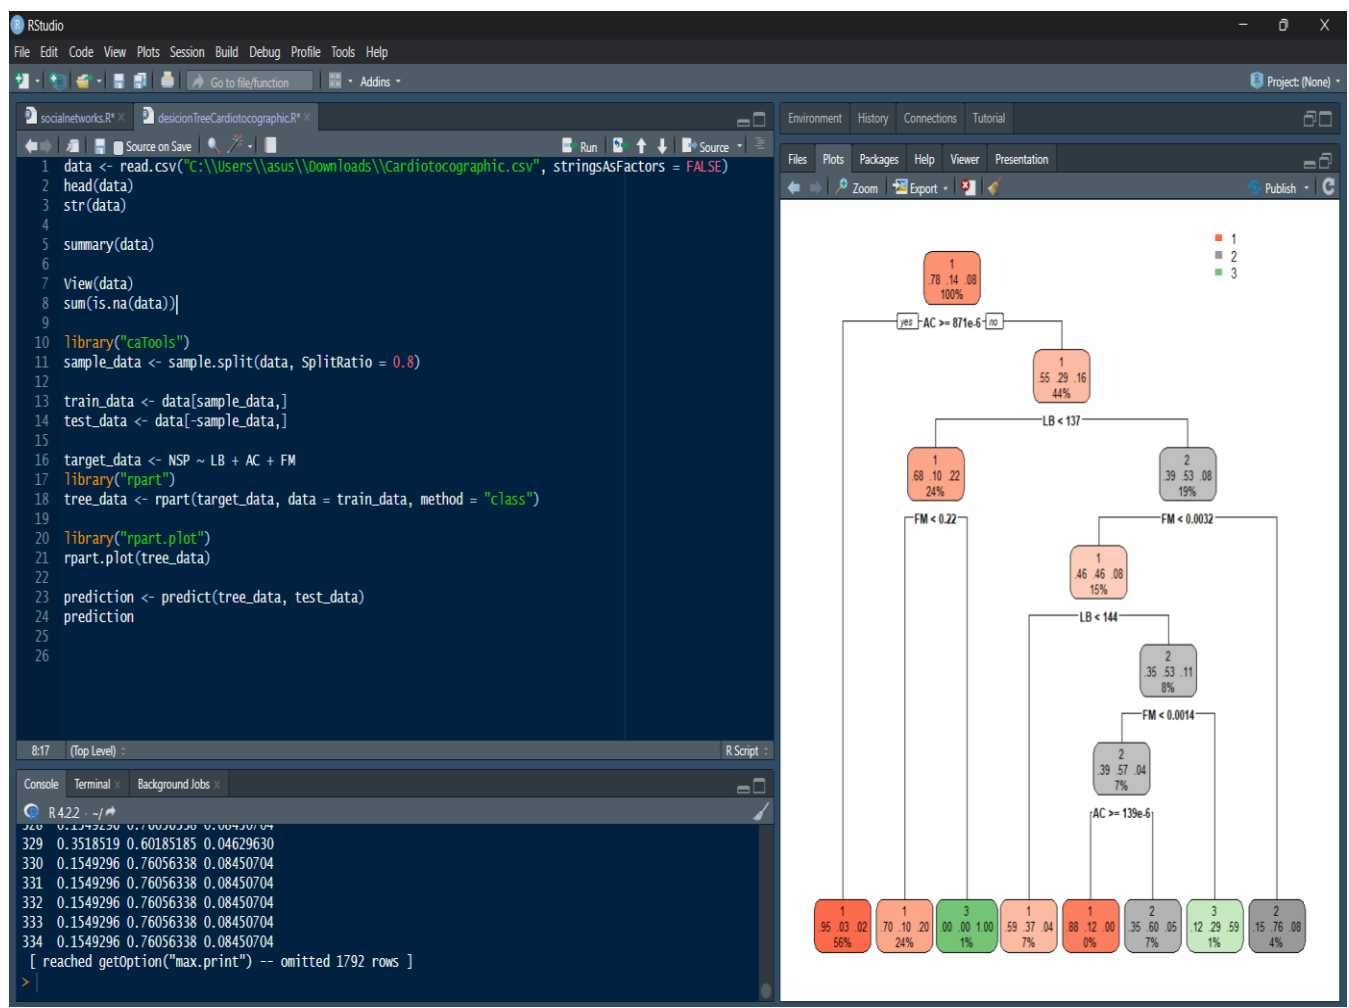 RStudio
File Edit Code View Plots Session Build Debug Profile Tools Help
Go to file/function Addins Project: (None)
socialnetworks.R* desicionTreeCardiotocographic.R*
Source on Save Run Source
1 data <- read.csv("C:\\Users\\asus\\Downloads\\Cardiotocographic.csv", stringsAsFactors = FALSE)
2 head(data)
3 str(data)
4
5 summary(data)
6
7 View(data)
8 sum(is.na(data))
9
10 library("caTools")
11 sample_data <- sample.split(data, SplitRatio = 0.8)
12
13 train_data <- data[sample_data,]
14 test_data <- data[-sample_data,]
15
16 target_data <- NSP ~ LB + AC + FM
17 library("rpart")
18 tree_data <- rpart(target_data, data = train_data, method = "class")
19
20 library("rpart.plot")
21 rpart.plot(tree_data)
22
23 prediction <- predict(tree_data, test_data)
24 prediction
25
26
8:17 (Top Level) R Script
Console Terminal Background Jobs
R 4.2.2 · ~/
328 0.1549296 0.76056338 0.08450704
329 0.3518519 0.60185185 0.04629630
330 0.1549296 0.76056338 0.08450704
331 0.1549296 0.76056338 0.08450704
332 0.1549296 0.76056338 0.08450704
333 0.1549296 0.76056338 0.08450704
334 0.1549296 0.76056338 0.08450704
[ reached getOption("max.print") -- omitted 1792 rows ]
>
Environment History Connections Tutorial
Files Plots Packages Help Viewer Presentation
Zoom Export Publish
1
2
3
1
.78 .14 .08
100%
yes AC >= 871e-6 no
1
.55 .29 .16
44%
LB < 137
1
.68 .10 .22
24%
2
.39 .53 .08
19%
FM < 0.22
FM < 0.0032
1
.46 .46 .08
15%
LB < 144
2
.35 .53 .11
8%
FM < 0.0014
2
.39 .57 .04
7%
AC >= 139e-6
1
.95 .03 .02
56%
1
.70 .10 .20
24%
3
.00 .00 1.00
1%
1
.59 .37 .04
7%
1
.88 .12 .00
0%
2
.35 .60 .05
7%
3
.12 .29 .59
1%
2
.15 .76 .08
4%